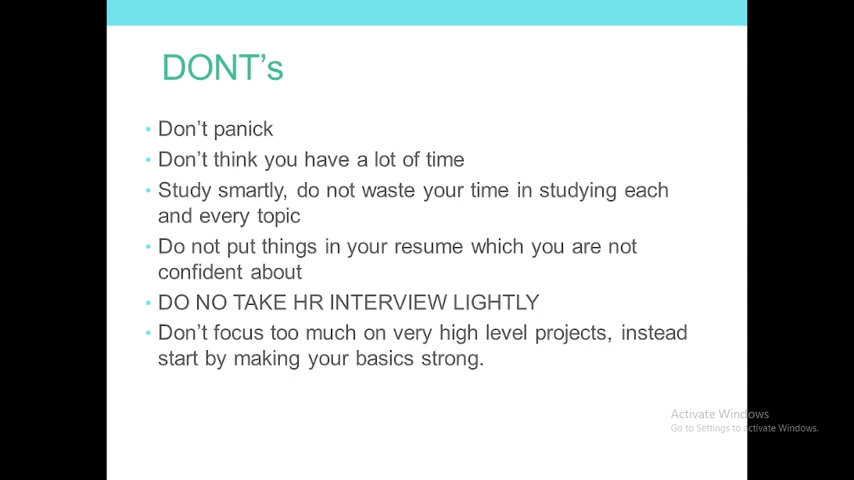 DONT’s
• Don’t panick
• Don’t think you have a lot of time
• Study smartly, do not waste your time in studying each
and every topic
• Do not put things in your resume which you are not
confident about
• DO NO TAKE HR INTERVIEW LIGHTLY
• Don’t focus too much on very high level projects, instead
start by making your basics strong.
Activate Windows
Go to Settings to activate Windows.